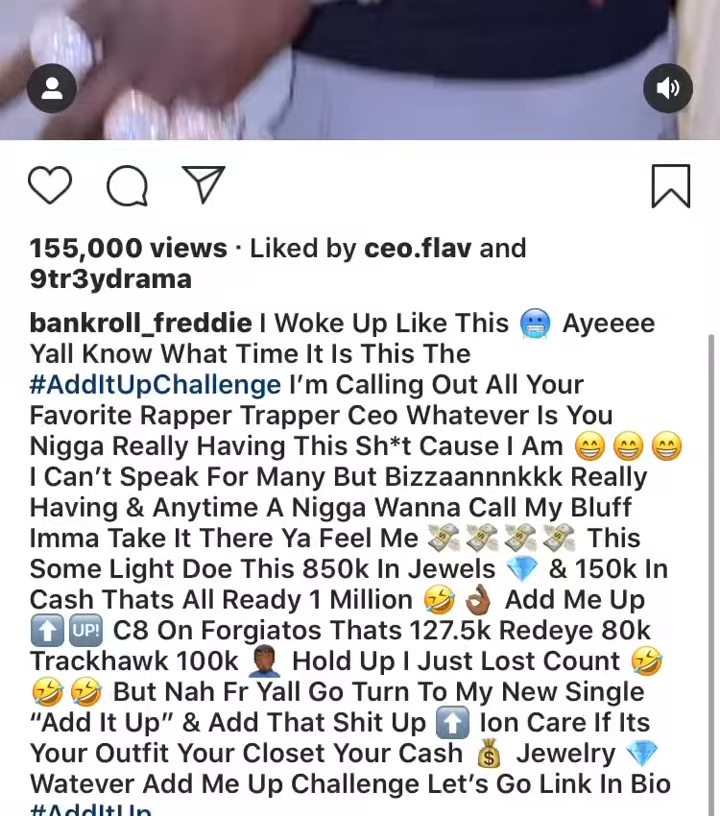 155,000 views · Liked by ceo.flav and
9tr3ydrama
bankroll_freddie I Woke Up Like This 🥶 Ayeeee
Yall Know What Time It Is This The
#AddItUpChallenge I’m Calling Out All Your
Favorite Rapper Trapper Ceo Whatever Is You
Nigga Really Having This Sh*t Cause I Am 😁 😁 😁
I Can’t Speak For Many But Bizzaannnkkk Really
Having & Anytime A Nigga Wanna Call My Bluff
Imma Take It There Ya Feel Me 💸 💸 💸 💸 This
Some Light Doe This 850k In Jewels 💎 & 150k In
Cash Thats All Ready 1 Million 🤣 👌🏾 Add Me Up
⬆️ 🆙 C8 On Forgiatos Thats 127.5k Redeye 80k
Trackhawk 100k 🤦🏾‍♂️ Hold Up I Just Lost Count 🤣
🤣 🤣 But Nah Fr Yall Go Turn To My New Single
“Add It Up” & Add That Shit Up ⬆️ Ion Care If Its
Your Outfit Your Closet Your Cash 💰 Jewelry 💎
Watever Add Me Up Challenge Let’s Go Link In Bio
#AddItUp